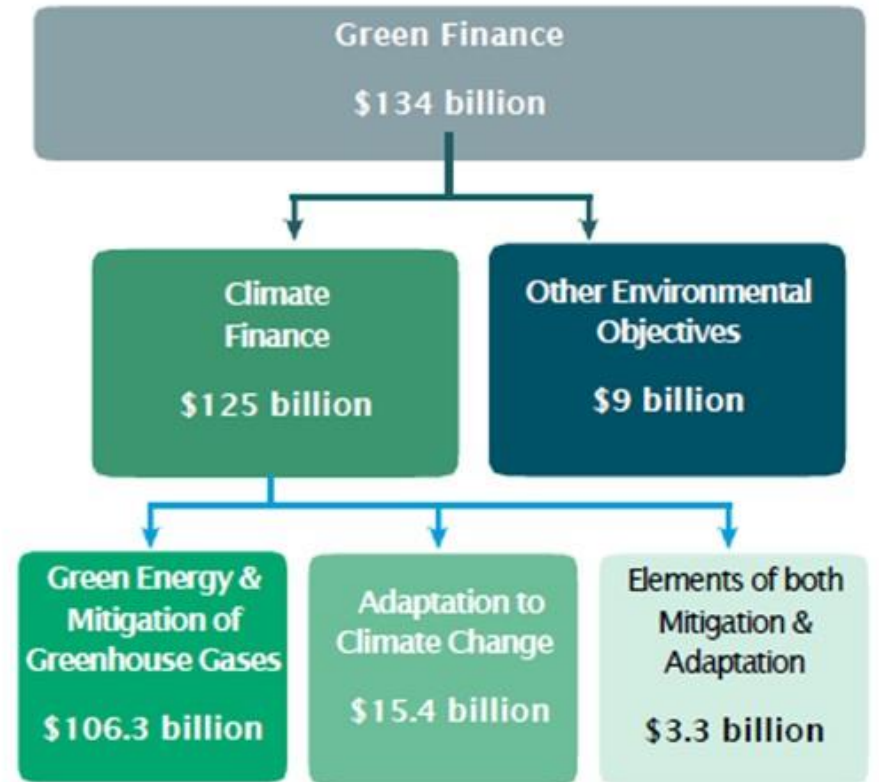 Green Finance
$134 billion
Climate
Finance
$125 billion
Other Environmental
Objectives
$9 billion
Green Energy &
Mitigation of
Greenhouse Gases
$106.3 billion
Adaptation to
Climate Change
$15.4 billion
Elements of both
Mitigation &
Adaptation
$3.3 billion